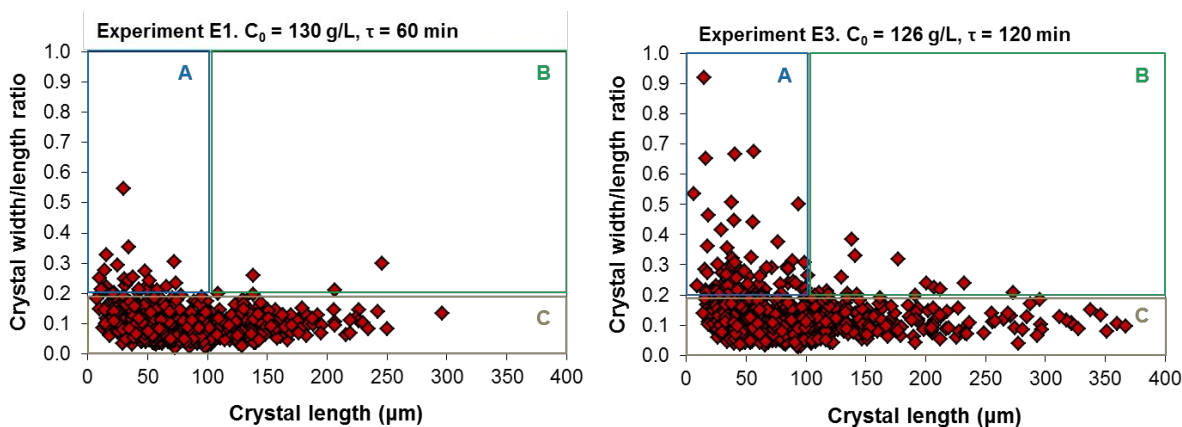 Experiment E1. C₀ = 130 g/L, τ = 60 min
Crystal width/length ratio
1.0
0.9
0.8
0.7
0.6
0.5
0.4
0.3
0.2
0.1
0.0
A
B
C
0 50 100 150 200 250 300 350 400
Crystal length (µm)
Experiment E3. C₀ = 126 g/L, τ = 120 min
Crystal width/length ratio
1.0
0.9
0.8
0.7
0.6
0.5
0.4
0.3
0.2
0.1
0.0
A
B
C
0 50 100 150 200 250 300 350 400
Crystal length (µm)